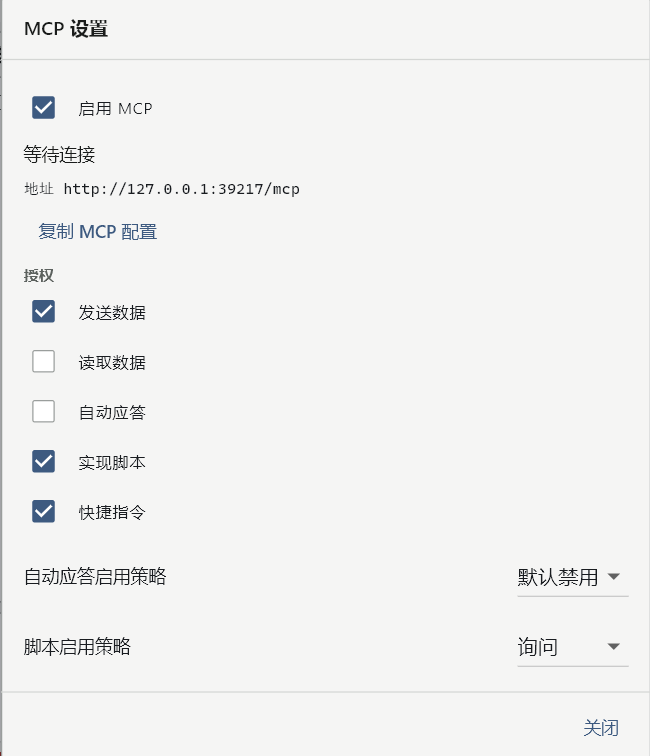 MCP 设置
启用 MCP
等待连接
地址 http://127.0.0.1:39217/mcp
复制 MCP 配置
授权
发送数据
读取数据
自动应答
实现脚本
快捷指令
自动应答启用策略 默认禁用
脚本启用策略 询问
关闭